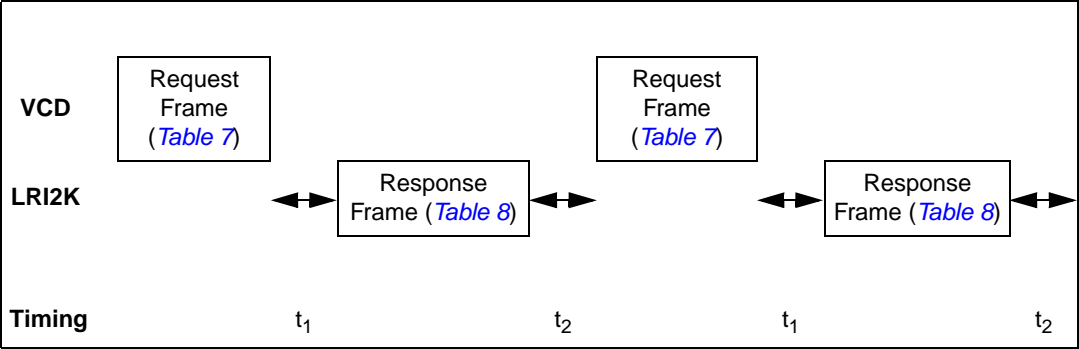 VCD
Request
Frame
(Table 7)
Request
Frame
(Table 7)
LRI2K
Response
Frame (Table 8)
Response
Frame (Table 8)
Timing
t1
t2
t1
t2